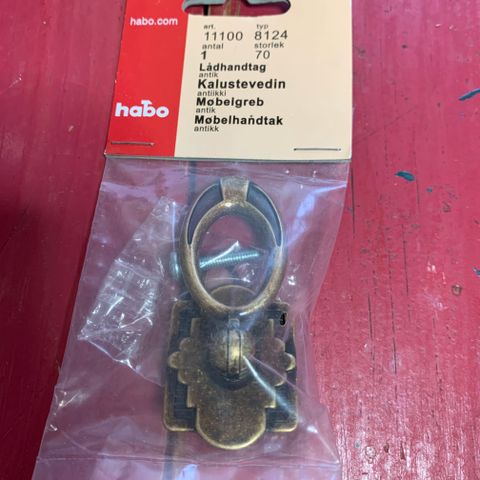 habo.com
art. typ
11100 8124
antal storlek
1 70
Lådhandtag
antik
Kalustevedin
antiikki
Møbelgreb
antik
Møbelhåndtak
antikk
habo